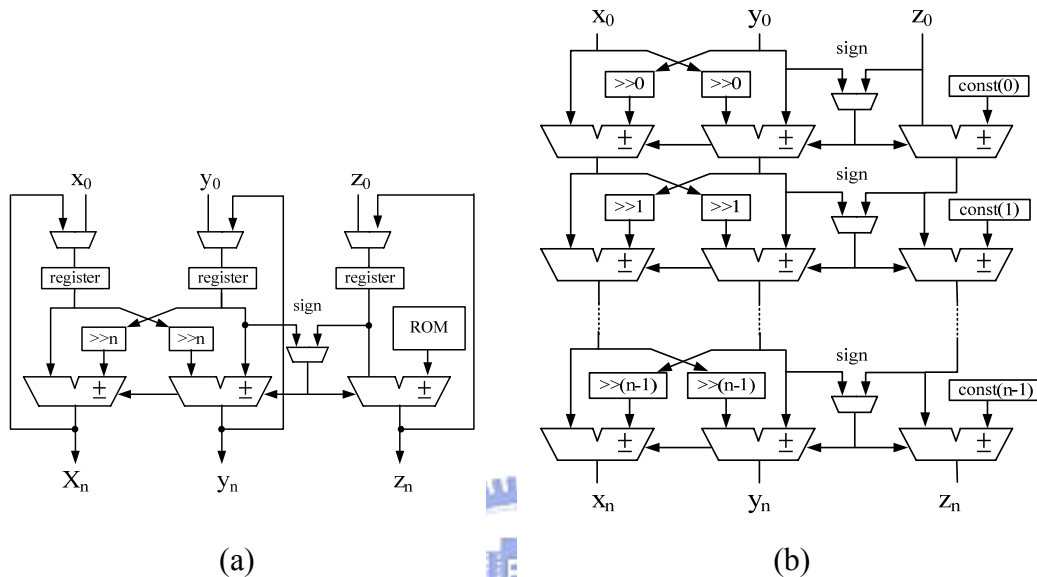 x0 y0 z0
register register register
sign
>>n >>n ROM
± ± ±
Xn yn zn
(a)
x0 y0 z0
sign
>>0 >>0 const(0)
± ± ±
sign
>>1 >>1 const(1)
± ± ±
sign
>>(n-1) >>(n-1) const(n-1)
± ± ±
xn yn zn
(b)